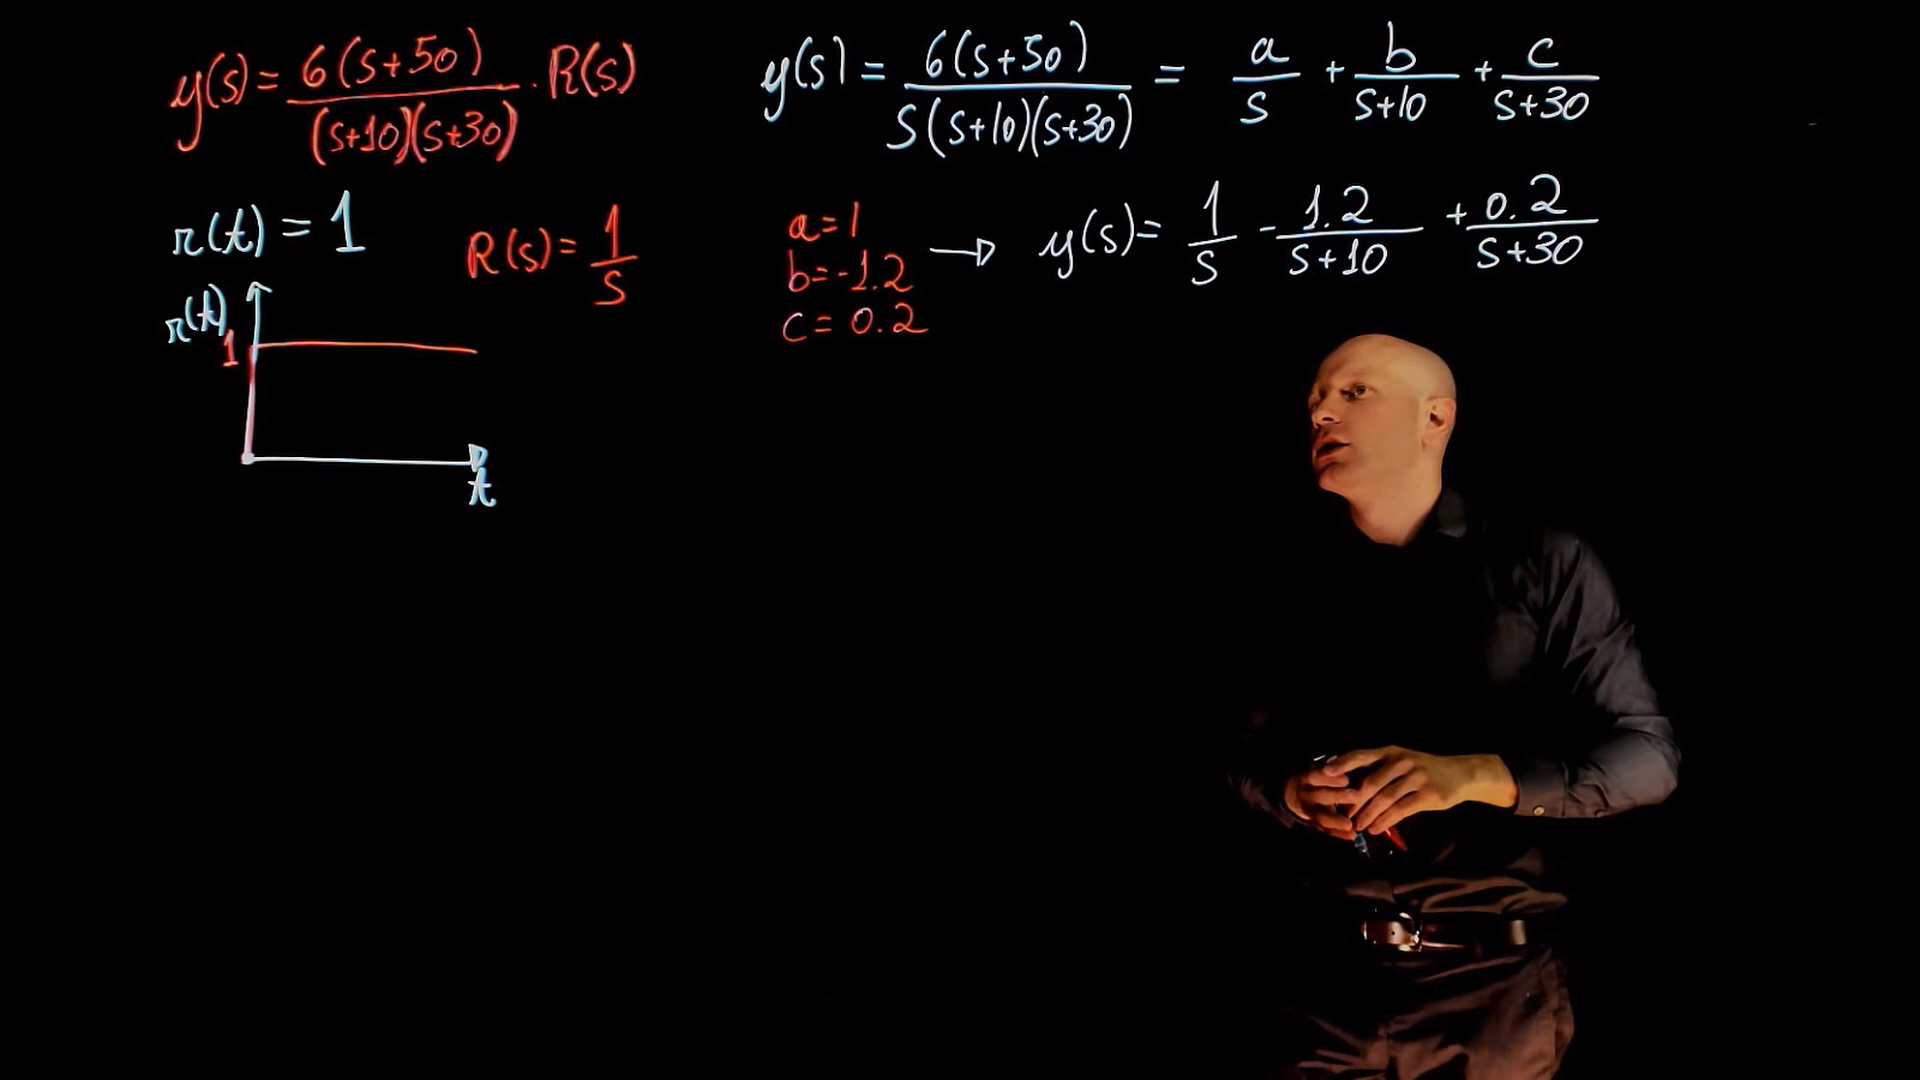 y(s) = 6(s+50) / (s+10)(s+30) · R(s)
r(t) = 1
R(s) = 1/s
r(t)
1
t
y(s) = 6(s+50) / s(s+10)(s+30) = a/s + b/s+10 + c/s+30
a=1
b=-1.2
c=0.2
→ y(s) = 1/s - 1.2/s+10 + 0.2/s+30